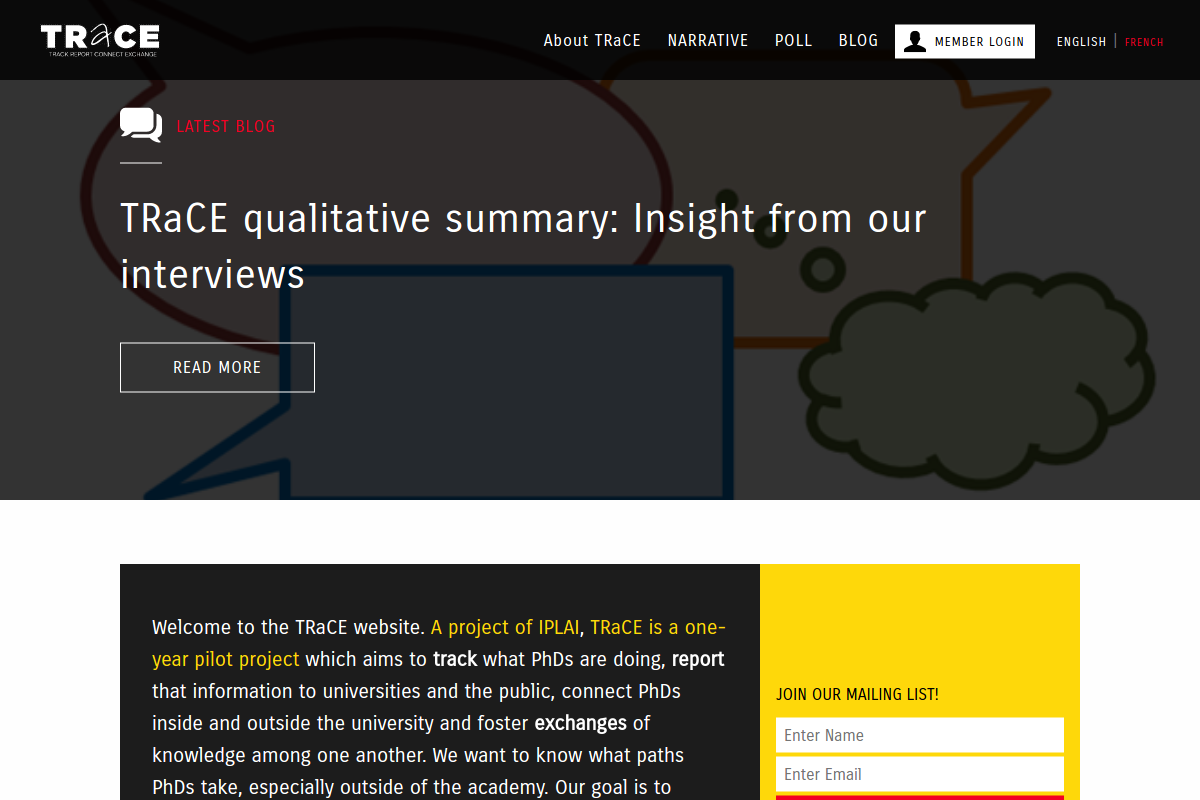 TRaCE
TRACK REPORT CONNECT EXCHANGE
About TRaCE NARRATIVE POLL BLOG MEMBER LOGIN ENGLISH | FRENCH
LATEST BLOG
TRaCE qualitative summary: Insight from our
interviews
READ MORE
Welcome to the TRaCE website. A project of IPLAI, TRaCE is a one-
year pilot project which aims to track what PhDs are doing, report
that information to universities and the public, connect PhDs
inside and outside the university and foster exchanges of
knowledge among one another. We want to know what paths
PhDs take, especially outside of the academy. Our goal is to
JOIN OUR MAILING LIST!
Enter Name
Enter Email